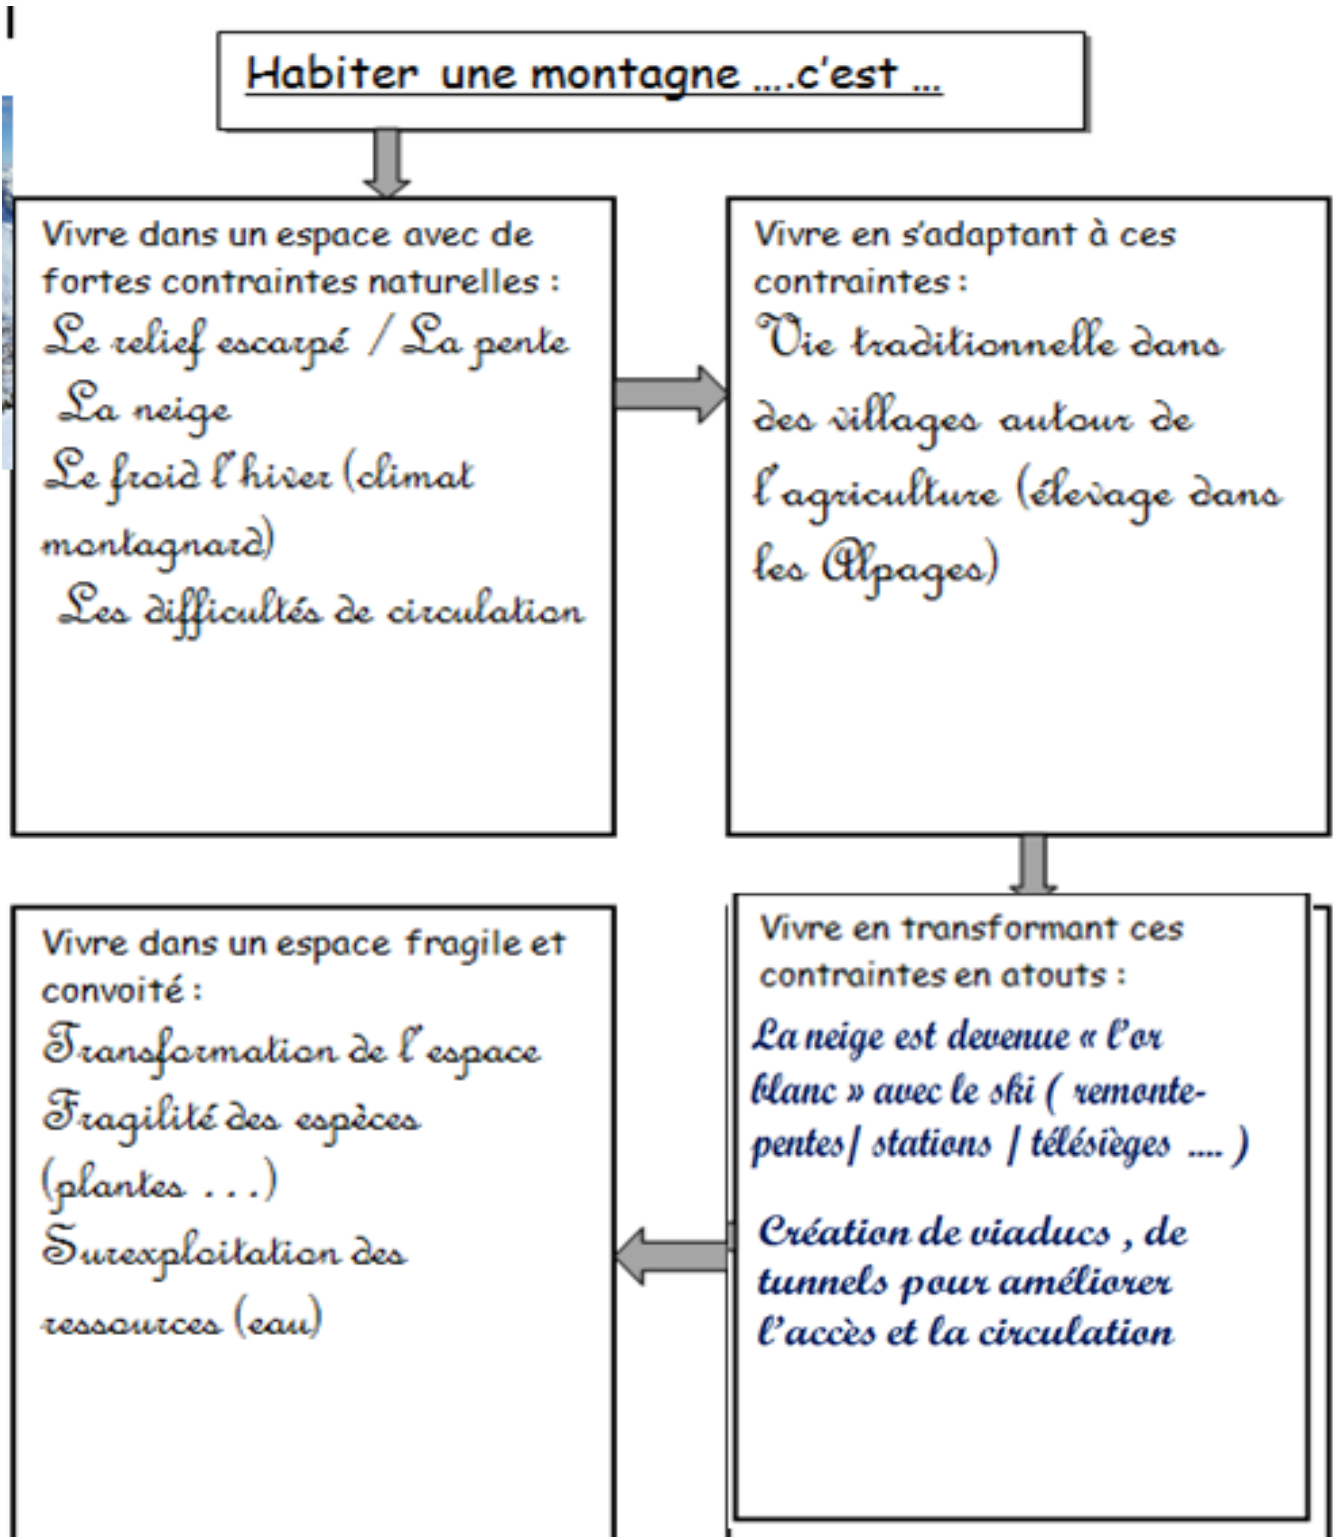 Habiter une montagne ....c'est ...
Vivre dans un espace avec de
fortes contraintes naturelles :
Le relief escarpé / La pente
La neige
Le froid l'hiver (climat
montagnard)
Les difficultés de circulation
Vivre en s'adaptant à ces
contraintes :
Vie traditionnelle dans
des villages autour de
l'agriculture (élevage dans
les Alpages)
Vivre en transformant ces
contraintes en atouts :
La neige est devenue « l'or
blanc » avec le ski ( remonte-
pentes/ stations / télésièges .... )
Création de viaducs , de
tunnels pour améliorer
l'accès et la circulation
Vivre dans un espace fragile et
convoité :
Transformation de l'espace
Fragilité des espèces
(plantes ...)
Surexploitation des
ressources (eau)